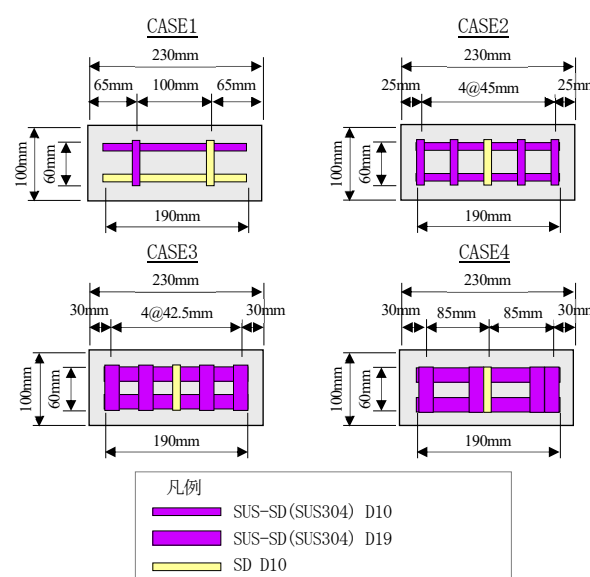 CASE1
230mm
65mm 100mm 65mm
100mm
60mm
190mm
CASE2
230mm
25mm 4@45mm 25mm
100mm
60mm
190mm
CASE3
230mm
30mm 4@42.5mm 30mm
100mm
60mm
190mm
CASE4
230mm
30mm 85mm 85mm 30mm
100mm
60mm
190mm
凡例
SUS-SD(SUS304) D10
SUS-SD(SUS304) D19
SD D10